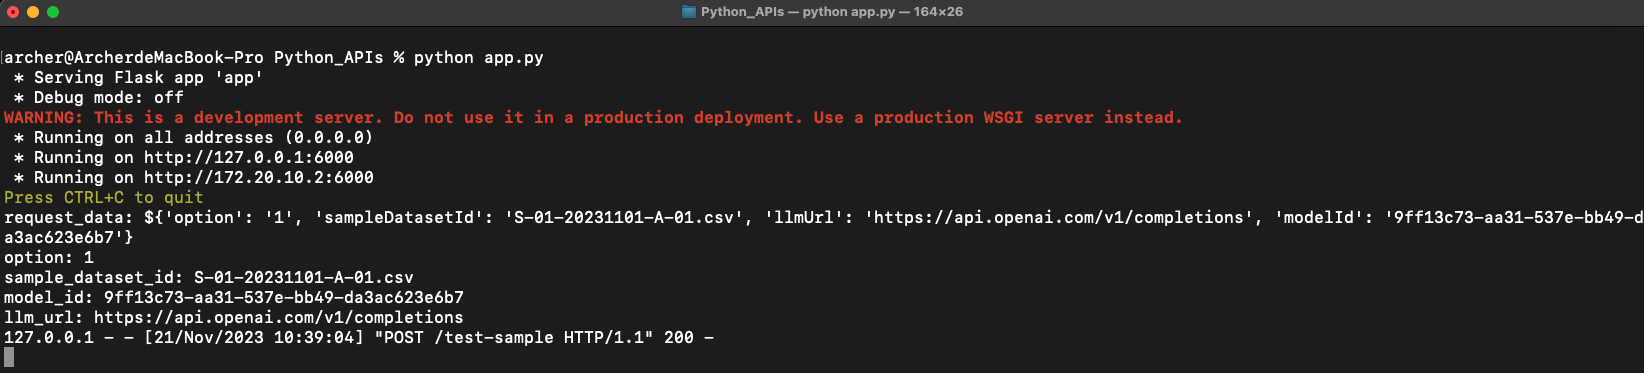 Python_APIs — python app.py — 164×26
[archer@ArcherdeMacBook-Pro Python_APIs % python app.py
 * Serving Flask app 'app'
 * Debug mode: off
WARNING: This is a development server. Do not use it in a production deployment. Use a production WSGI server instead.
 * Running on all addresses (0.0.0.0)
 * Running on http://127.0.0.1:6000
 * Running on http://172.20.10.2:6000
Press CTRL+C to quit
request_data: ${'option': '1', 'sampleDatasetId': 'S-01-20231101-A-01.csv', 'llmUrl': 'https://api.openai.com/v1/completions', 'modelId': '9ff13c73-aa31-537e-bb49-d
a3ac623e6b7'}
option: 1
sample_dataset_id: S-01-20231101-A-01.csv
model_id: 9ff13c73-aa31-537e-bb49-da3ac623e6b7
llm_url: https://api.openai.com/v1/completions
127.0.0.1 - - [21/Nov/2023 10:39:04] "POST /test-sample HTTP/1.1" 200 -